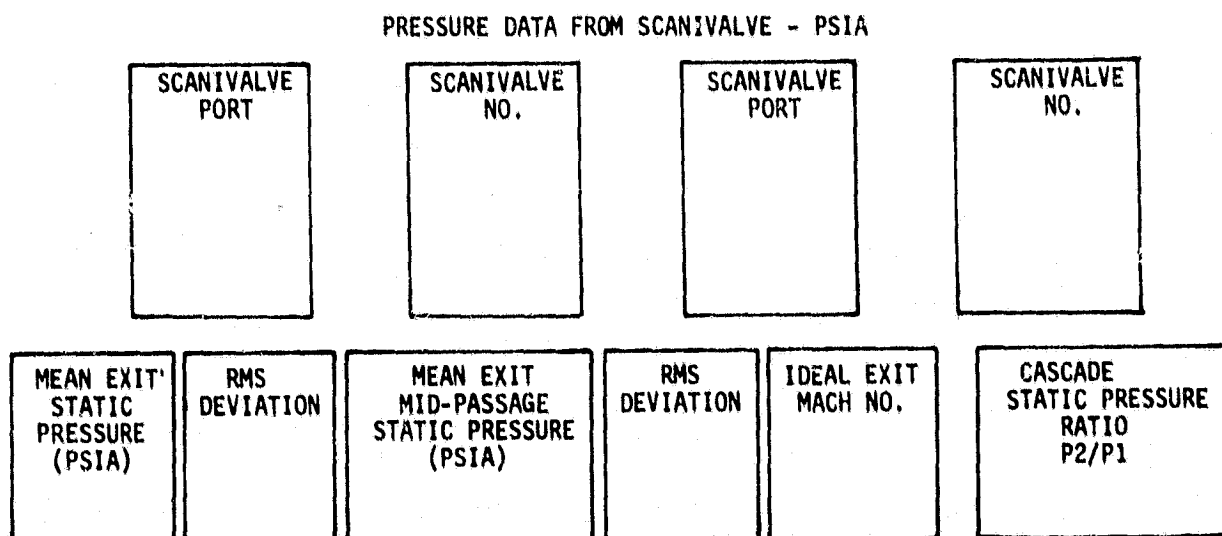 PRESSURE DATA FROM SCANIVALVE - PSIA
SCANIVALVE
PORT
SCANIVALVE
NO.
SCANIVALVE
PORT
SCANIVALVE
NO.
MEAN EXIT
STATIC
PRESSURE
(PSIA)
RMS
DEVIATION
MEAN EXIT
MID-PASSAGE
STATIC PRESSURE
(PSIA)
RMS
DEVIATION
IDEAL EXIT
MACH NO.
CASCADE
STATIC PRESSURE
RATIO
P2/P1